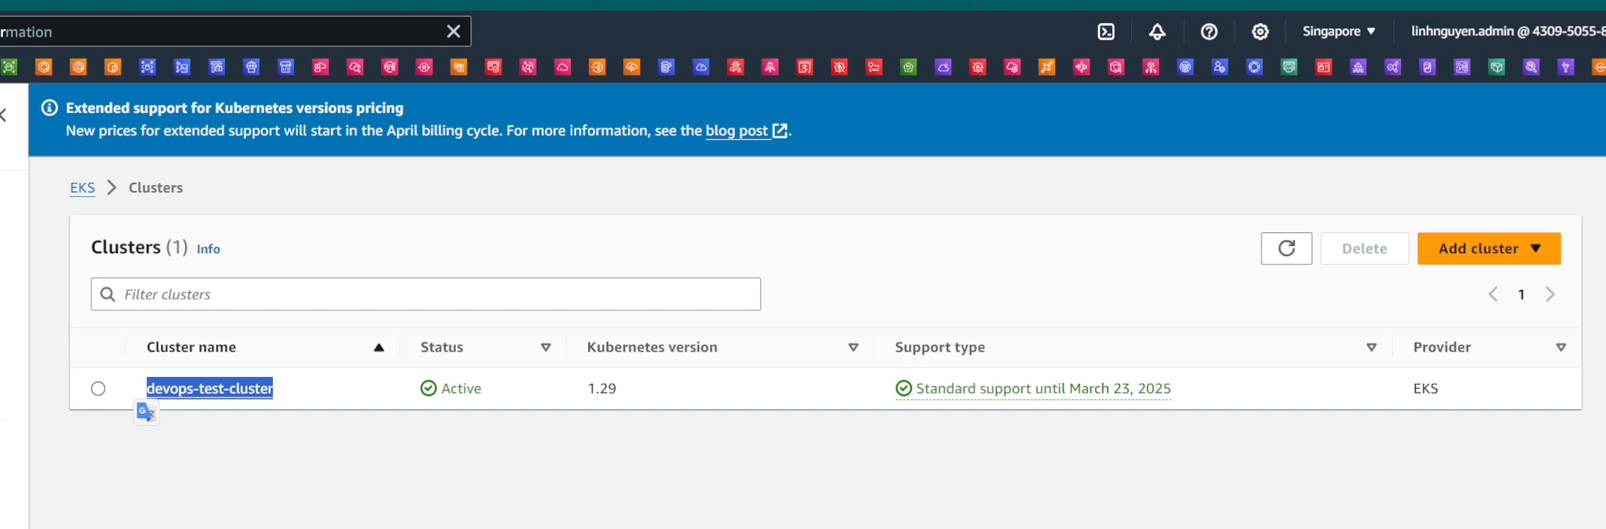 rmation
Singapore ▼
linhnguyen.admin @ 4309-5055-8
Extended support for Kubernetes versions pricing
New prices for extended support will start in the April billing cycle. For more information, see the blog post.
EKS > Clusters
Clusters (1) Info
Delete
Add cluster ▼
Filter clusters
1
Cluster name
Status
Kubernetes version
Support type
Provider
devops-test-cluster
Active
1.29
Standard support until March 23, 2025
EKS
G